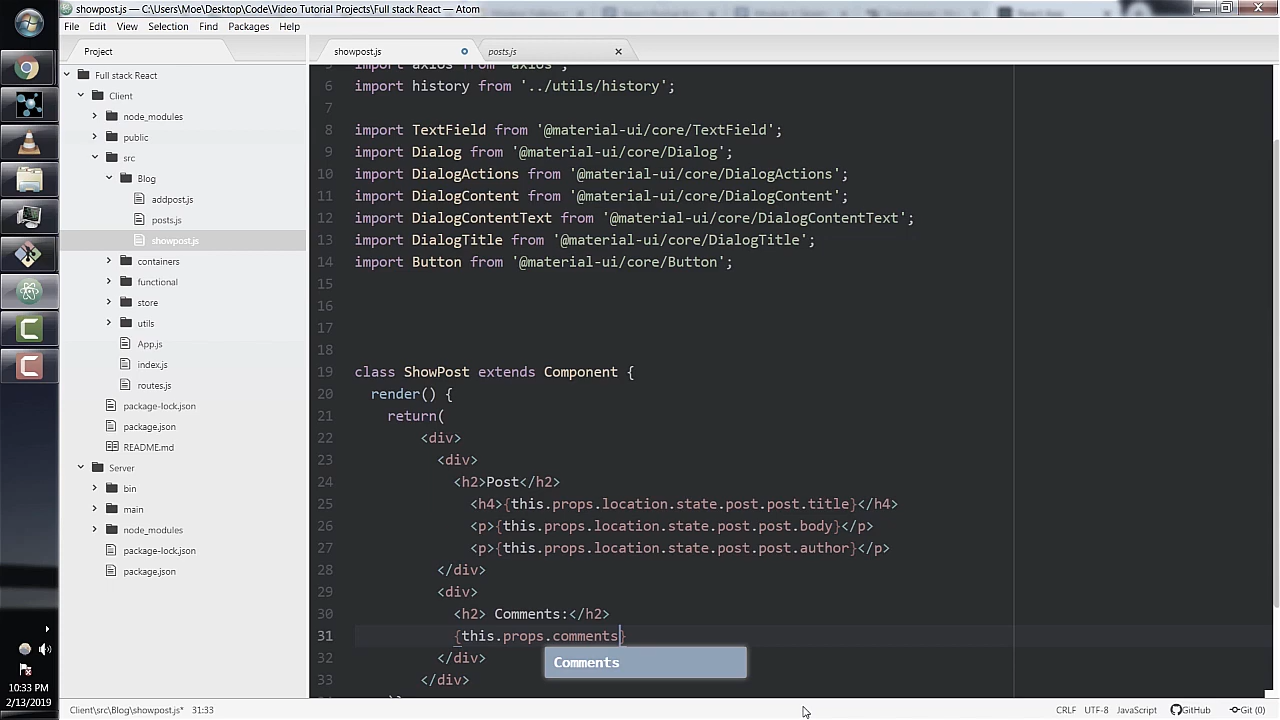 showpost.js — C:\Users\Moe\Desktop\Code\Video Tutorial Projects\Full stack React — Atom
File Edit View Selection Find Packages Help
Project
showpost.js
posts.js
Full stack React
Client
node_modules
public
src
Blog
addpost.js
posts.js
showpost.js
containers
functional
store
utils
App.js
index.js
routes.js
package-lock.json
package.json
README.md
Server
bin
main
node_modules
package-lock.json
package.json
5 import axios from 'axios';
6 import history from '../utils/history';
7
8 import TextField from '@material-ui/core/TextField';
9 import Dialog from '@material-ui/core/Dialog';
10 import DialogActions from '@material-ui/core/DialogActions';
11 import DialogContent from '@material-ui/core/DialogContent';
12 import DialogContentText from '@material-ui/core/DialogContentText';
13 import DialogTitle from '@material-ui/core/DialogTitle';
14 import Button from '@material-ui/core/Button';
15
16
17
18
19 class ShowPost extends Component {
20 render() {
21 return(
22 <div>
23 <div>
24 <h2>Post</h2>
25 <h4>{this.props.location.state.post.post.title}</h4>
26 <p>{this.props.location.state.post.post.body}</p>
27 <p>{this.props.location.state.post.post.author}</p>
28 </div>
29 <div>
30 <h2> Comments:</h2>
31 {this.props.comments}
32 </div>
Comments
33 </div>
10:33 PM
2/13/2019
Client\src\Blog\showpost.js* 31:33
CRLF UTF-8 JavaScript GitHub Git (0)